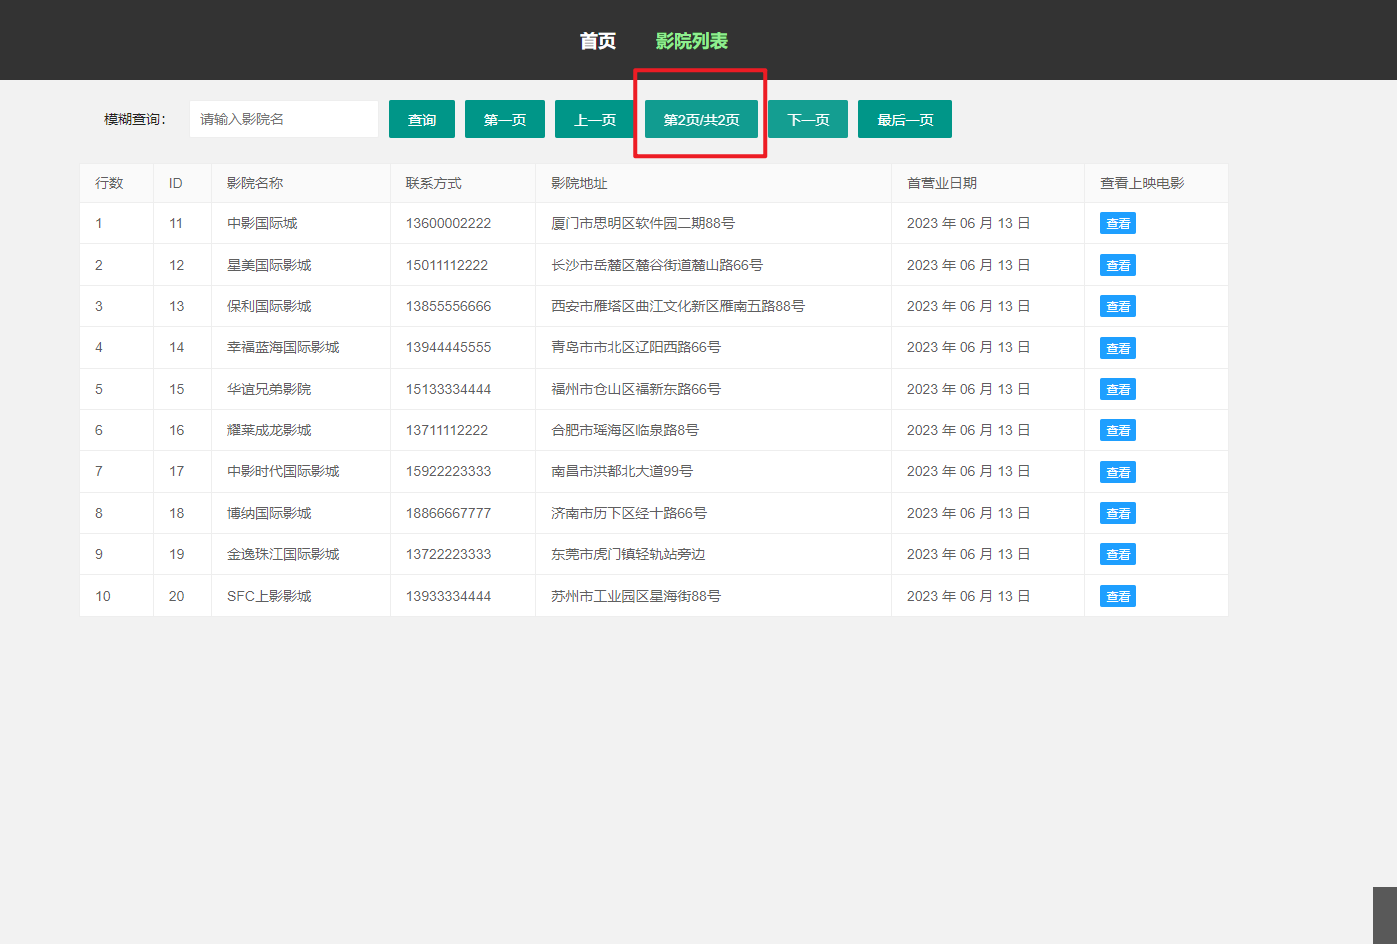 首页 影院列表
模糊查询： 请输入影院名 查询 第一页 上一页 第2页/共2页 下一页 最后一页
行数 ID 影院名称 联系方式 影院地址 首营业日期 查看上映电影
1 11 中影国际城 13600002222 厦门市思明区软件园二期88号 2023 年 06 月 13 日 查看
2 12 星美国际影城 15011112222 长沙市岳麓区麓谷街道麓山路66号 2023 年 06 月 13 日 查看
3 13 保利国际影城 13855556666 西安市雁塔区曲江文化新区雁南五路88号 2023 年 06 月 13 日 查看
4 14 幸福蓝海国际影城 13944445555 青岛市市北区辽阳西路66号 2023 年 06 月 13 日 查看
5 15 华谊兄弟影院 15133334444 福州市仓山区福新东路66号 2023 年 06 月 13 日 查看
6 16 耀莱成龙影城 13711112222 合肥市瑶海区临泉路8号 2023 年 06 月 13 日 查看
7 17 中影时代国际影城 15922223333 南昌市洪都北大道99号 2023 年 06 月 13 日 查看
8 18 博纳国际影城 18866667777 济南市历下区经十路66号 2023 年 06 月 13 日 查看
9 19 金逸珠江国际影城 13722223333 东莞市虎门镇轻轨站旁边 2023 年 06 月 13 日 查看
10 20 SFC上影影城 13933334444 苏州市工业园区星海街88号 2023 年 06 月 13 日 查看